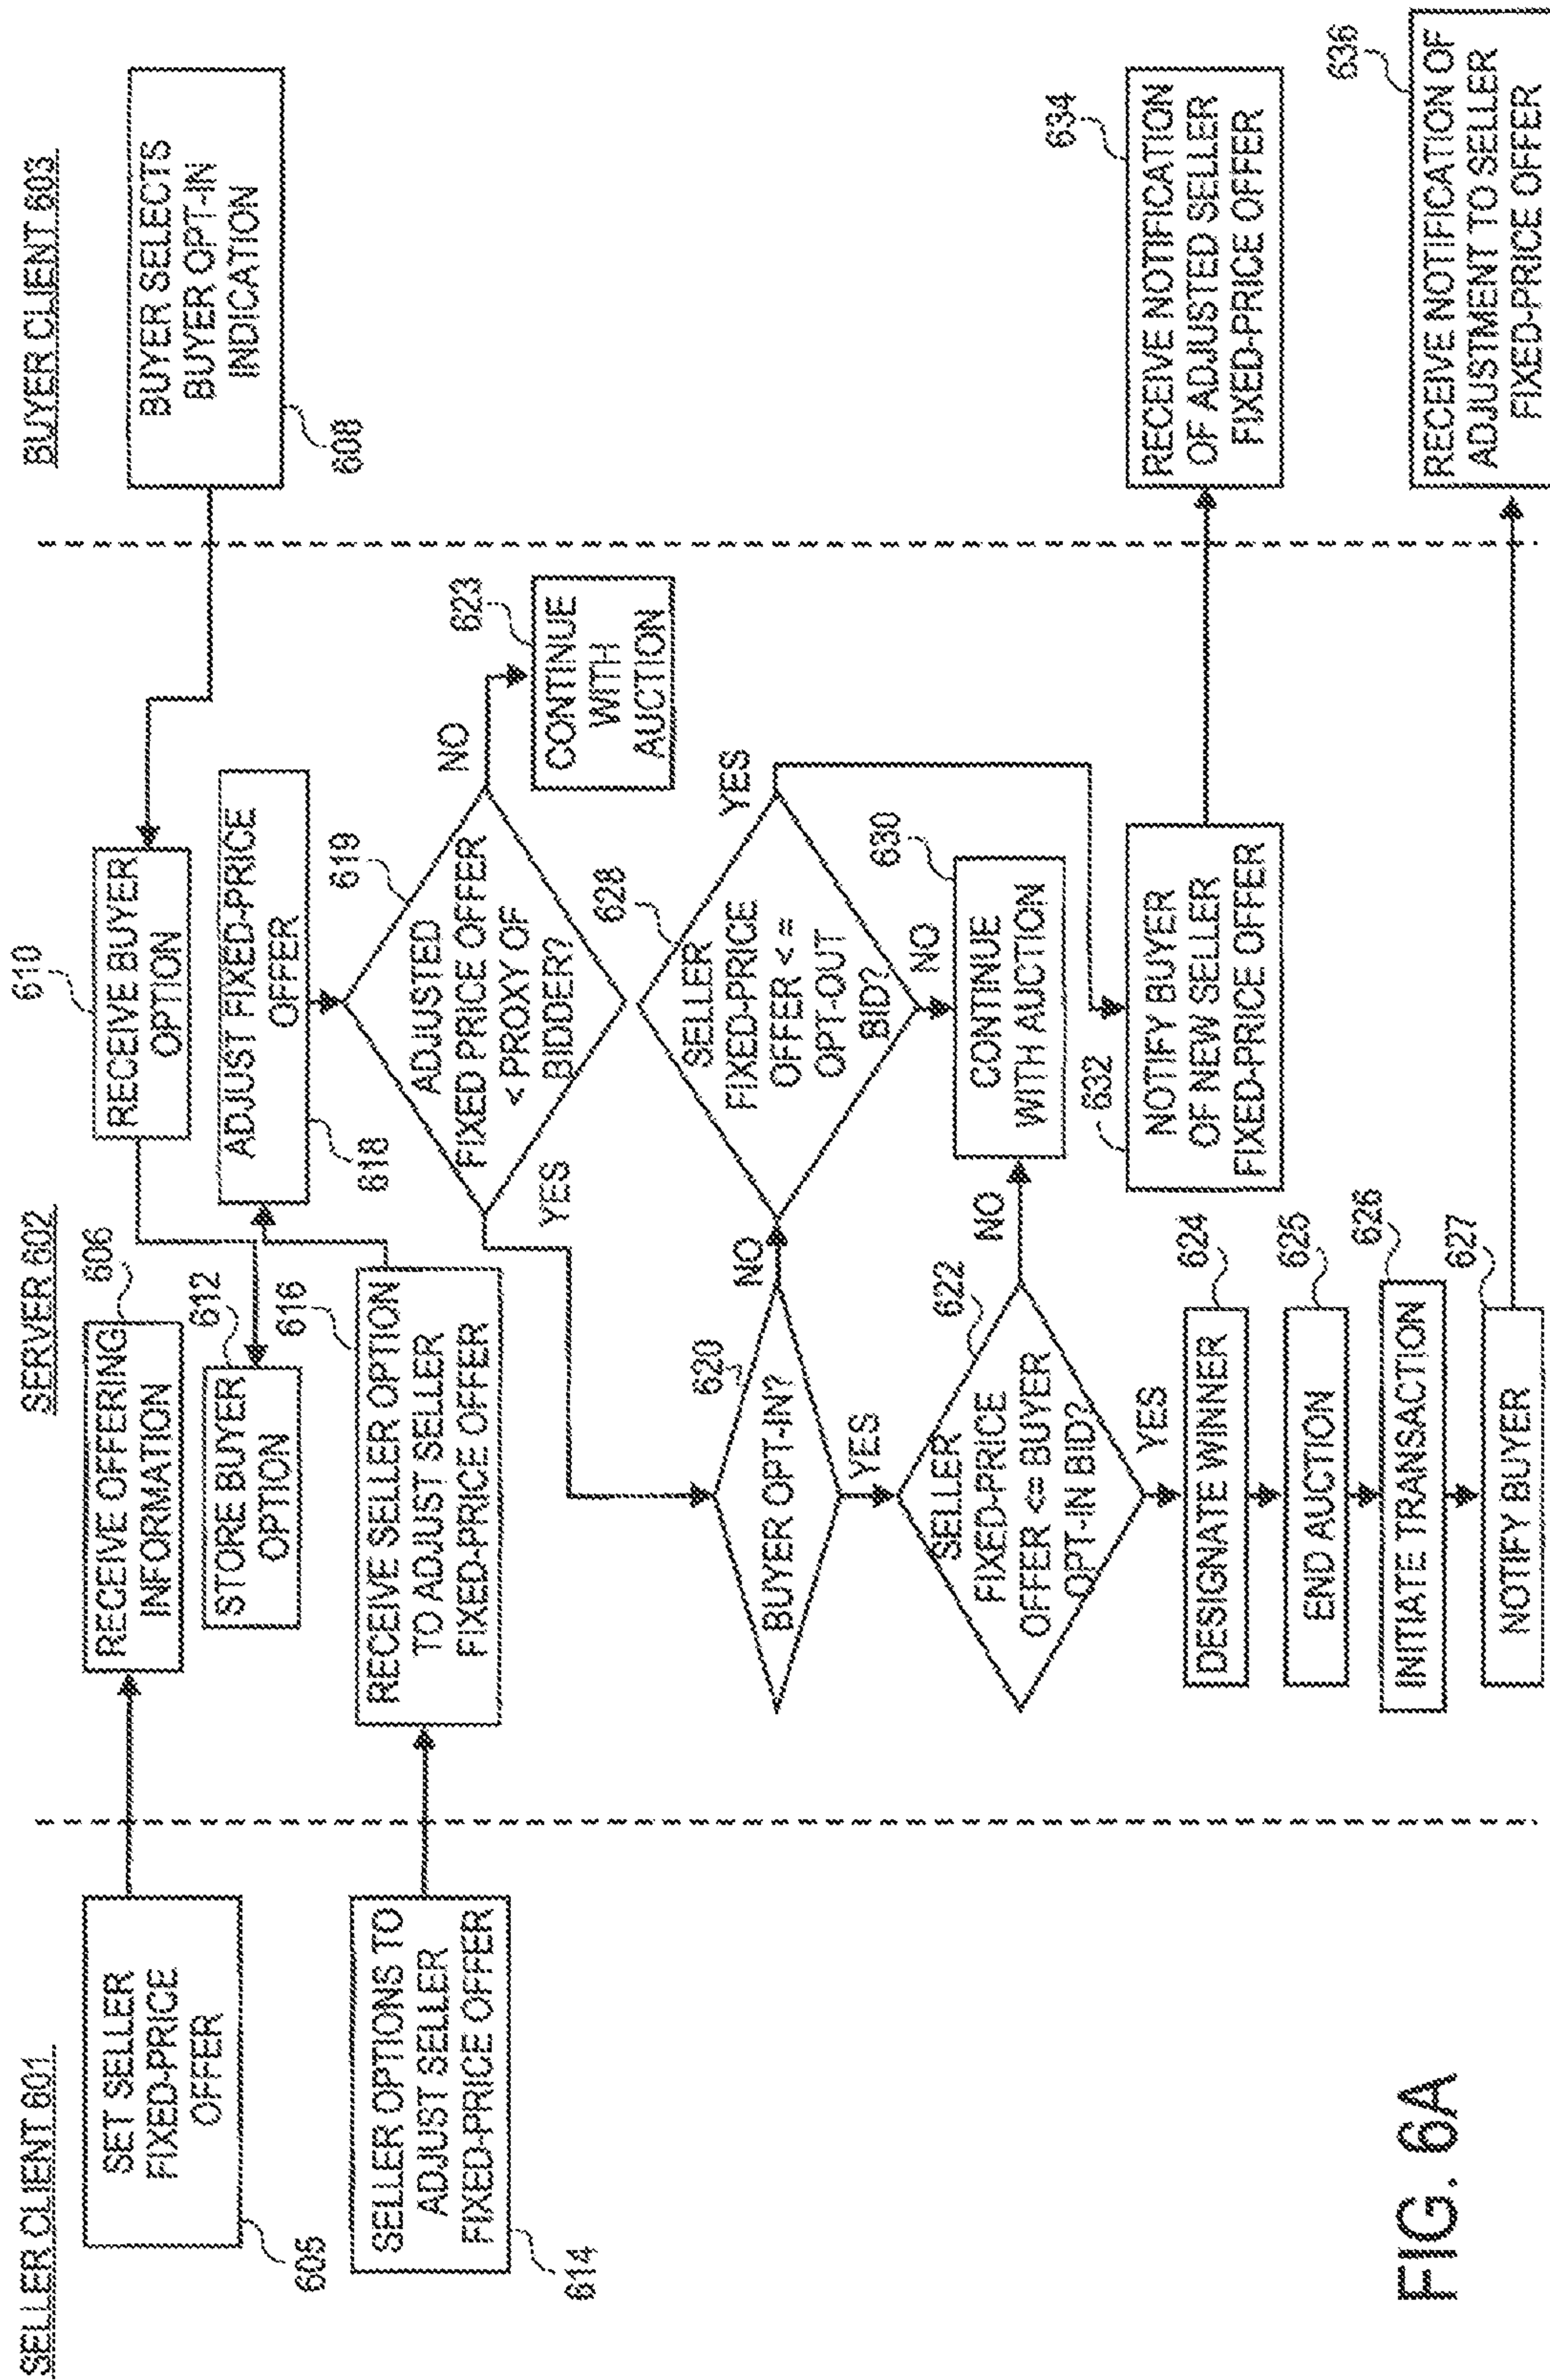 SELLER CLIENT 601
SERVER 602
BUYER CLIENT 603
SET SELLER
FIXED-PRICE
OFFER
605
RECEIVE OFFERING
INFORMATION
606
BUYER SELECTS
BUYER OPT-IN
INDICATION
608
610
RECEIVE BUYER
OPTION
612
STORE BUYER
OPTION
SELLER OPTIONS TO
ADJUST SELLER
FIXED-PRICE OFFER
614
616
RECEIVE SELLER OPTION
TO ADJUST SELLER
FIXED-PRICE OFFER
ADJUST FIXED-PRICE
OFFER
618
619
ADJUSTED
FIXED PRICE OFFER
< PROXY OF
BIDDER?
NO
623
CONTINUE
WITH
AUCTION
YES
620
BUYER OPT-IN?
NO
628
SELLER
FIXED-PRICE
OFFER < =
OPT-OUT
BID?
YES
NO
YES
622
SELLER
FIXED-PRICE
OFFER <= BUYER
OPT-IN BID?
NO
630
CONTINUE
WITH AUCTION
YES
632
NOTIFY BUYER
OF NEW SELLER
FIXED-PRICE OFFER
634
RECEIVE NOTIFICATION
OF ADJUSTED SELLER
FIXED-PRICE OFFER
DESIGNATE WINNER
624
END AUCTION
625
INITIATE TRANSACTION
626
NOTIFY BUYER
627
636
RECEIVE NOTIFICATION OF
ADJUSTMENT TO SELLER
FIXED-PRICE OFFER
FIG. 6A